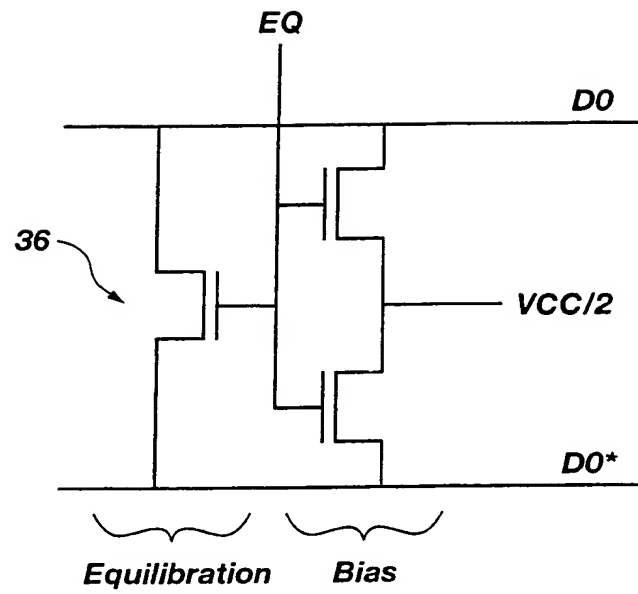 EQ
D0
36
VCC/2
D0*
Equilibration
Bias